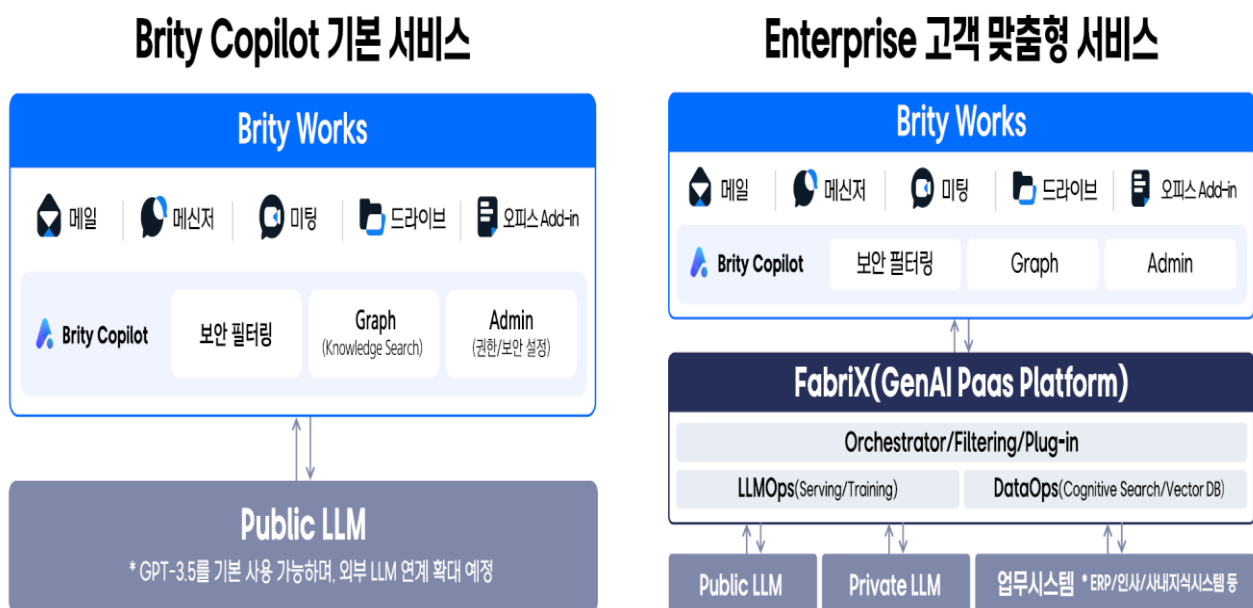 Brity Copilot 기본 서비스
Brity Works
메일
메신저
미팅
드라이브
오피스 Add-in
Brity Copilot
보안 필터링
Graph
(Knowledge Search)
Admin
(권한/보안 설정)
Public LLM
* GPT-3.5를 기본 사용 가능하며, 외부 LLM 연계 확대 예정
Enterprise 고객 맞춤형 서비스
Brity Works
메일
메신저
미팅
드라이브
오피스 Add-in
Brity Copilot
보안 필터링
Graph
Admin
FabriX(GenAI Paas Platform)
Orchestrator/Filtering/Plug-in
LLMOps(Serving/Training)
DataOps(Cognitive Search/Vector DB)
Public LLM
Private LLM
업무시스템 * ERP/인사/사내지식시스템 등